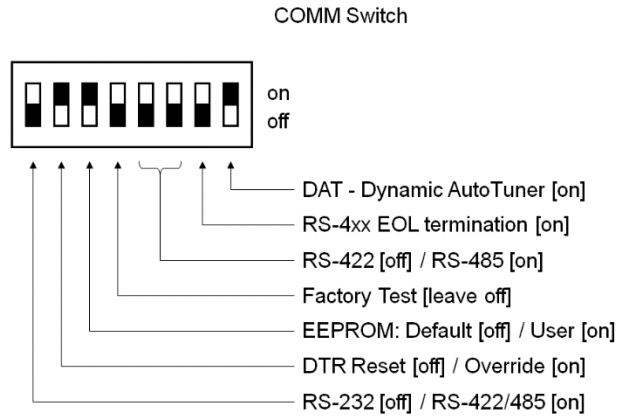 COMM Switch
on
off
DAT - Dynamic AutoTuner [on]
RS-4xx EOL termination [on]
RS-422 [off] / RS-485 [on]
Factory Test [leave off]
EEPROM: Default [off] / User [on]
DTR Reset [off] / Override [on]
RS-232 [off] / RS-422/485 [on]